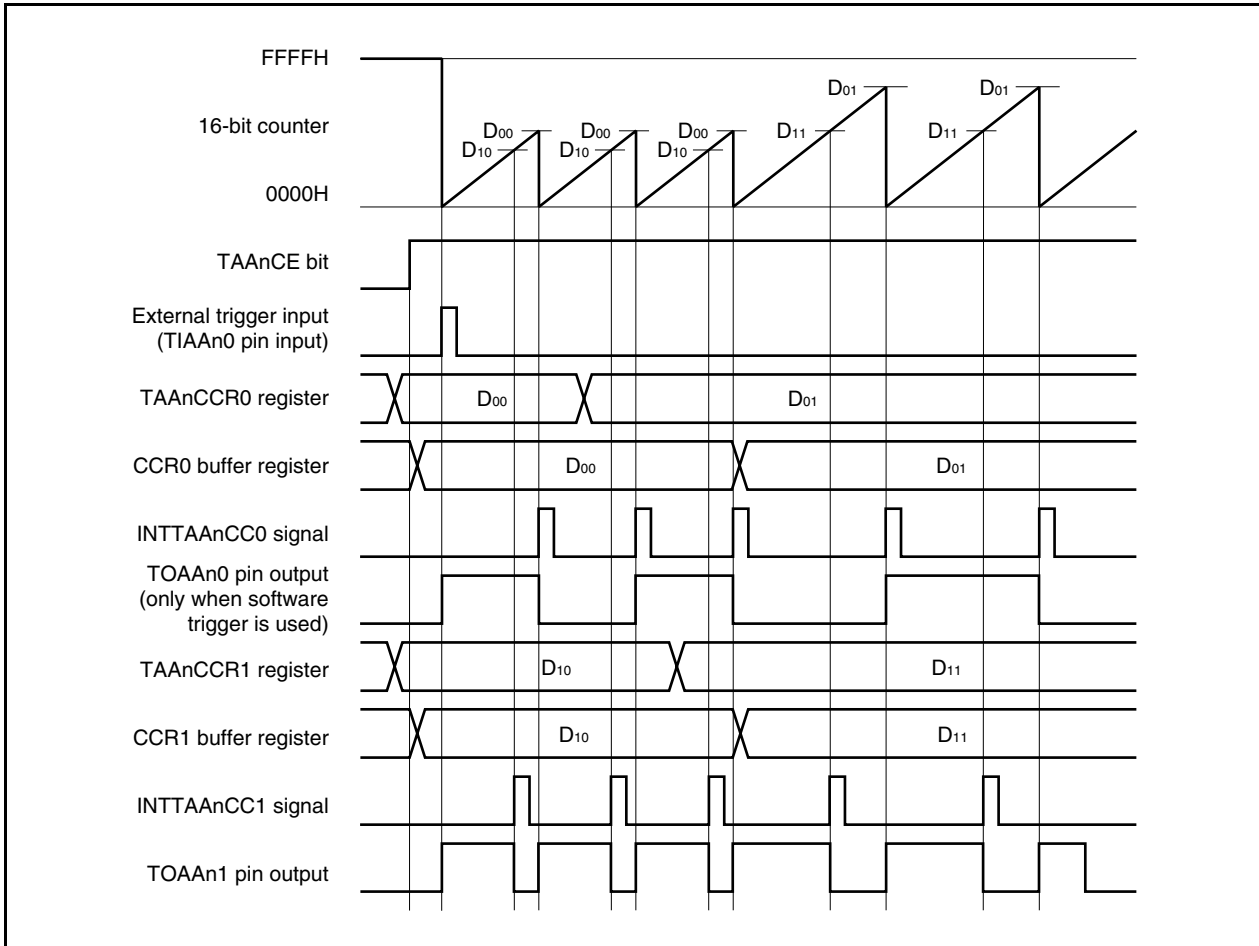 FFFFH
D01 D01
16-bit counter
D00 D00 D00 D11 D11
D10 D10 D10
0000H
TAAnCE bit
External trigger input
(TIAAn0 pin input)
TAAnCCR0 register D00 D01
CCR0 buffer register D00 D01
INTTAAnCC0 signal
TOAAn0 pin output
(only when software
trigger is used)
TAAnCCR1 register D10 D11
CCR1 buffer register D10 D11
INTTAAnCC1 signal
TOAAn1 pin output